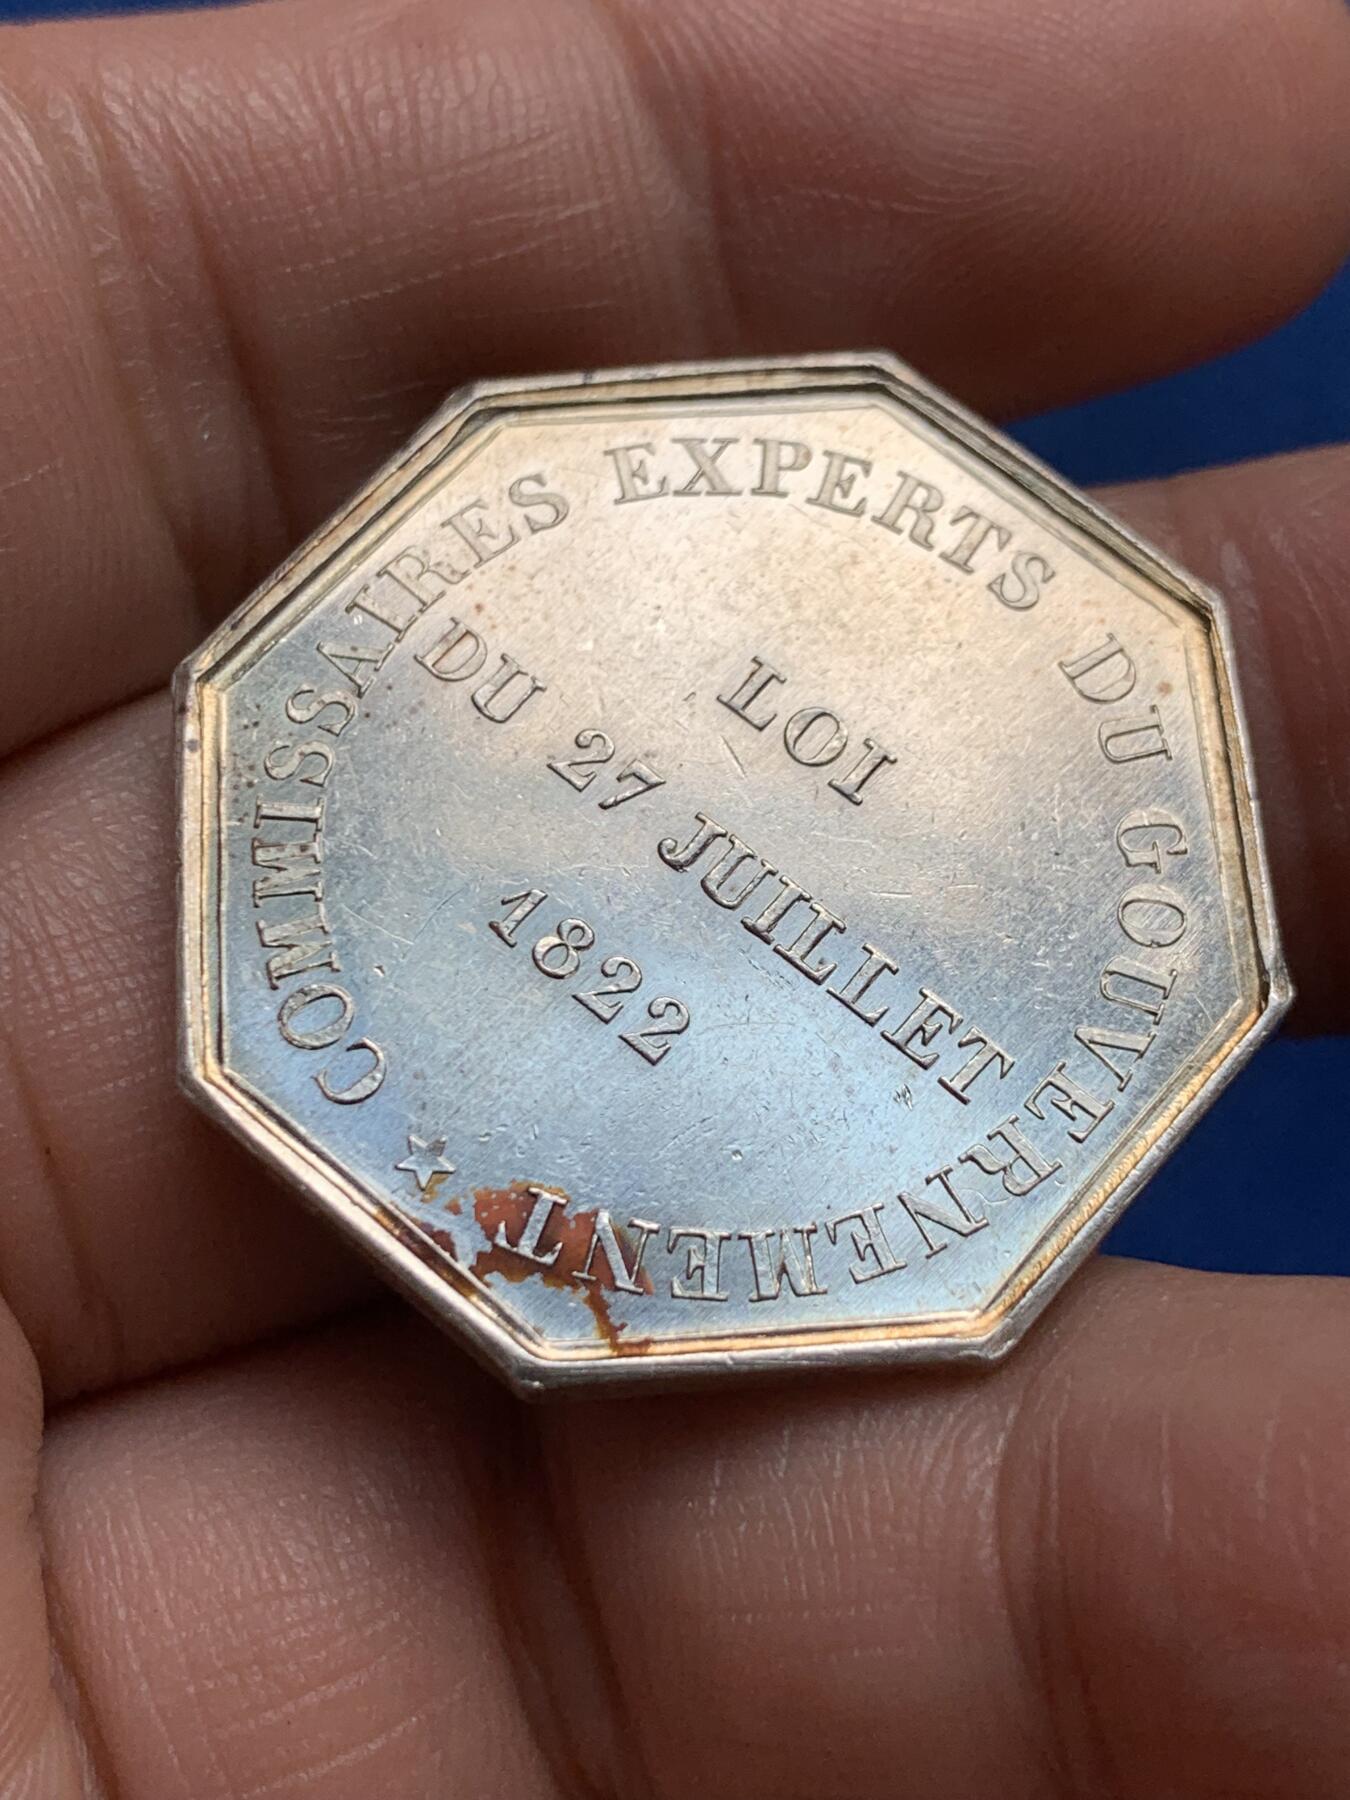 COMMISSAIRES EXPERTS DU GOUVERNEMENT
LOI
DU 27 JUILLET
1822